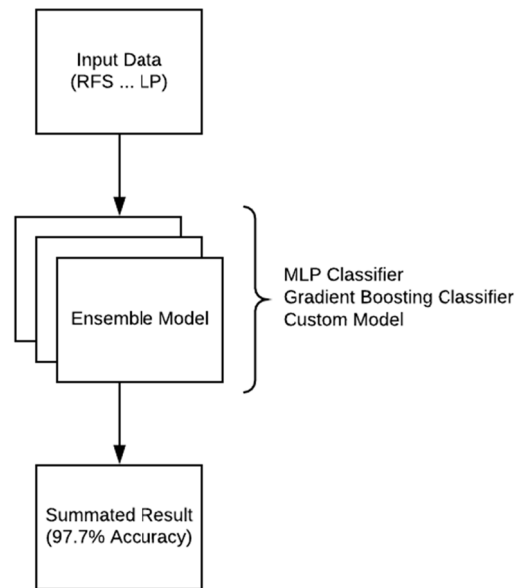 Input Data
(RFS ... LP)
Ensemble Model
MLP Classifier
Gradient Boosting Classifier
Custom Model
Summated Result
(97.7% Accuracy)